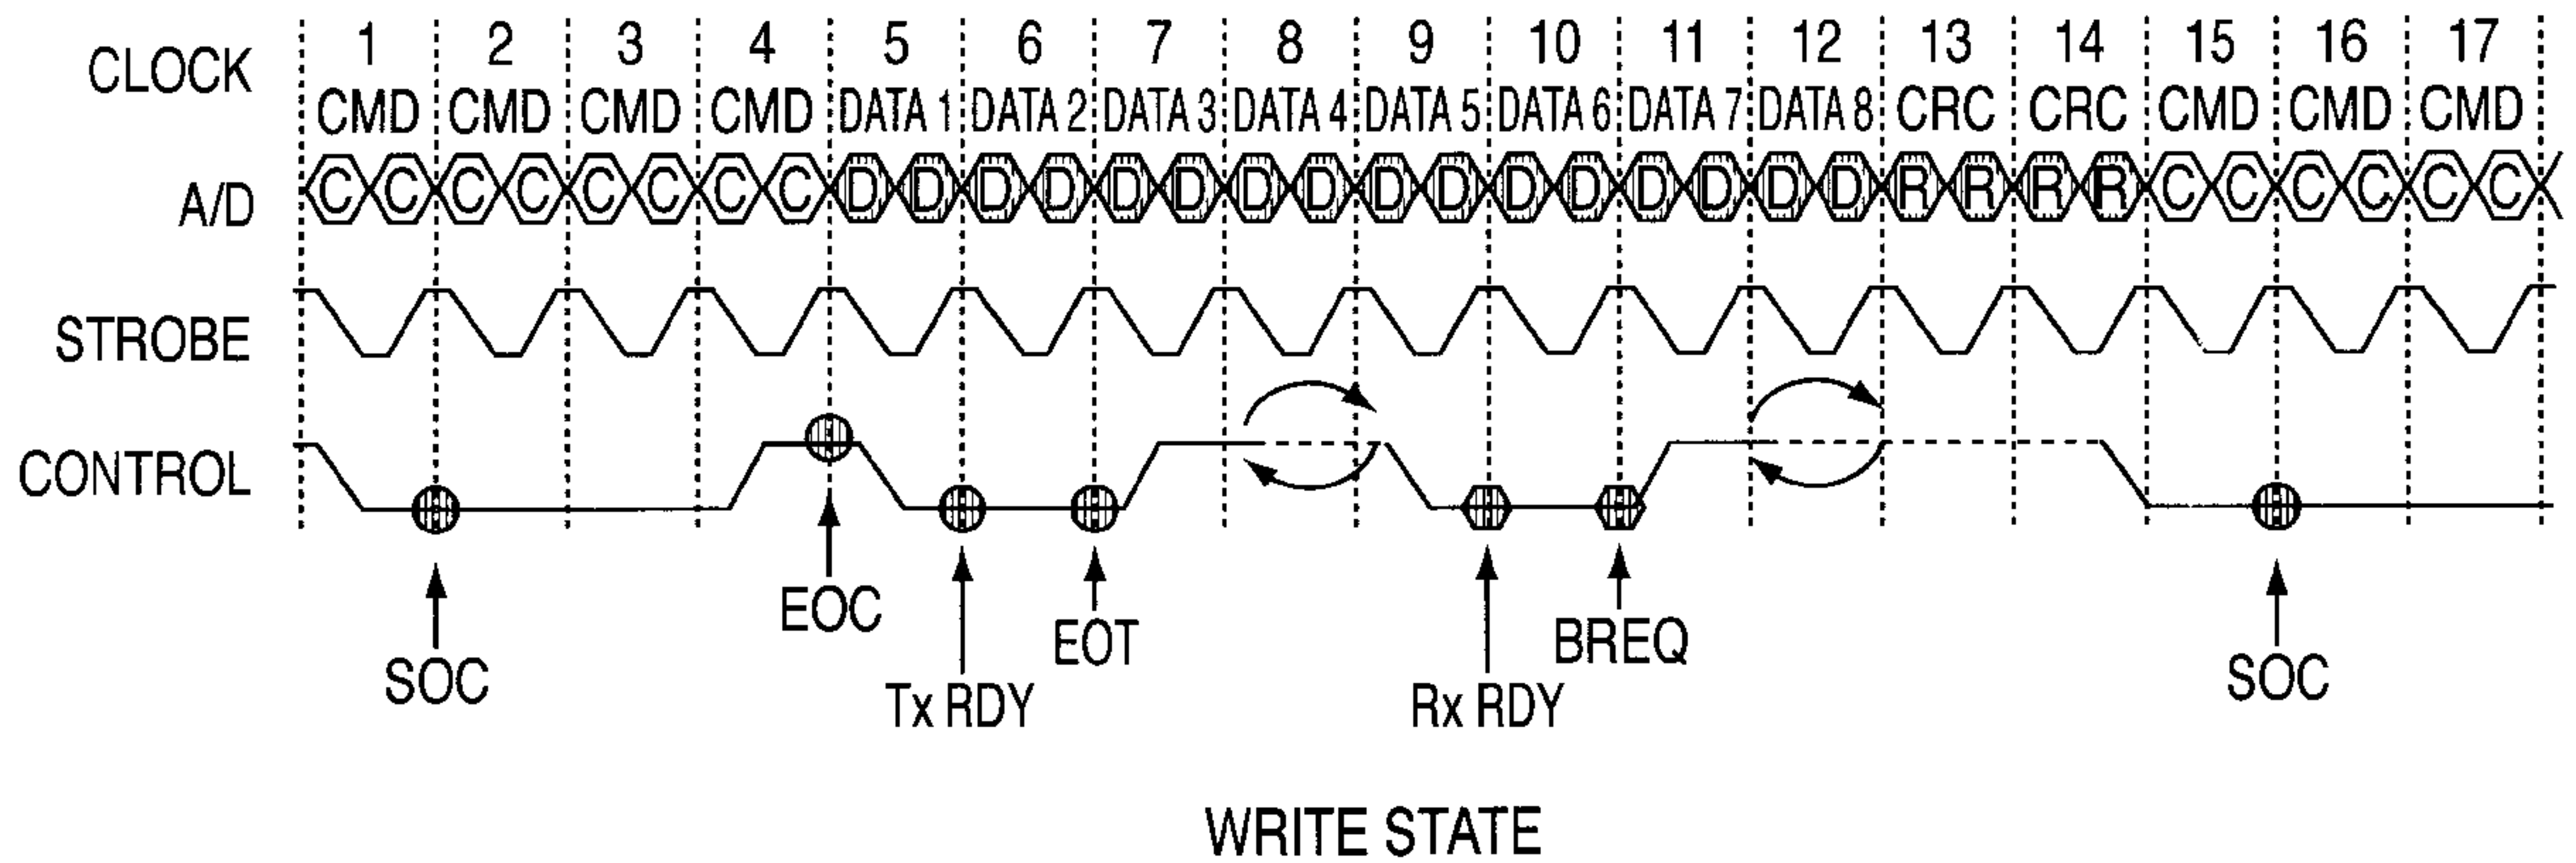 CLOCK 1 2 3 4 5 6 7 8 9 10 11 12 13 14 15 16 17
CMD CMD CMD CMD DATA 1 DATA 2 DATA 3 DATA 4 DATA 5 DATA 6 DATA 7 DATA 8 CRC CRC CMD CMD CMD
A/D C C C C C C C C D D D D D D D D D D D D D D D D R R R R C C C C C C
STROBE
CONTROL
EOC
EOT
BREQ
SOC
Tx RDY
Rx RDY
SOC
WRITE STATE